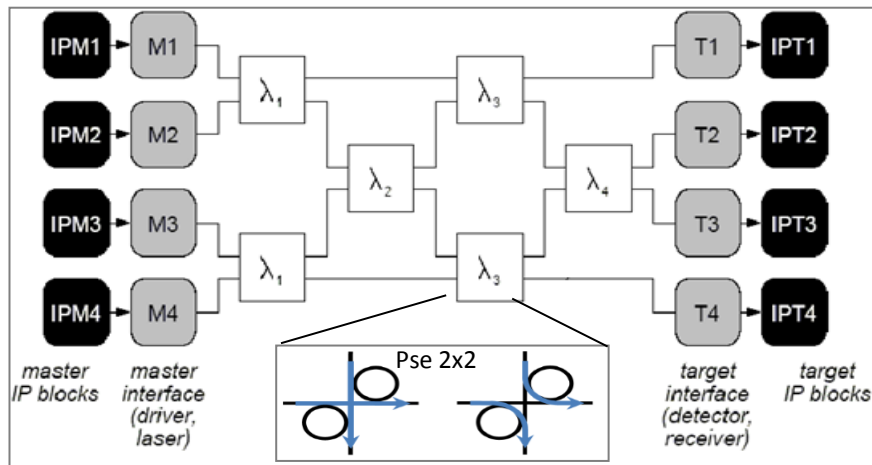 IPM1 M1 λ₁ λ₃ T1 IPT1
IPM2 M2 λ₂ λ₄ T2 IPT2
IPM3 M3 λ₁ λ₃ T3 IPT3
IPM4 M4 T4 IPT4
Pse 2x2
master
IP blocks
master
interface
(driver,
laser)
target
interface
(detector,
receiver)
target
IP blocks